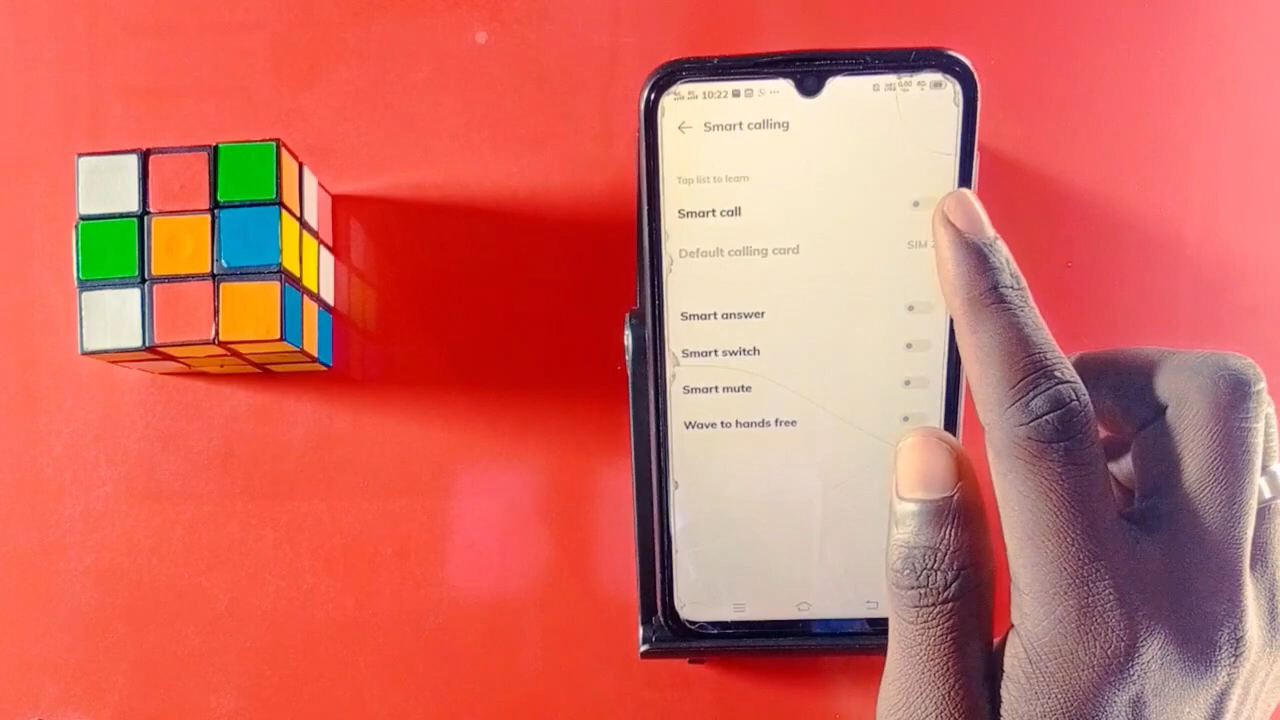 10:22
Smart calling
Tap list to learn
Smart call
Default calling card SIM
Smart answer
Smart switch
Smart mute
Wave to hands free